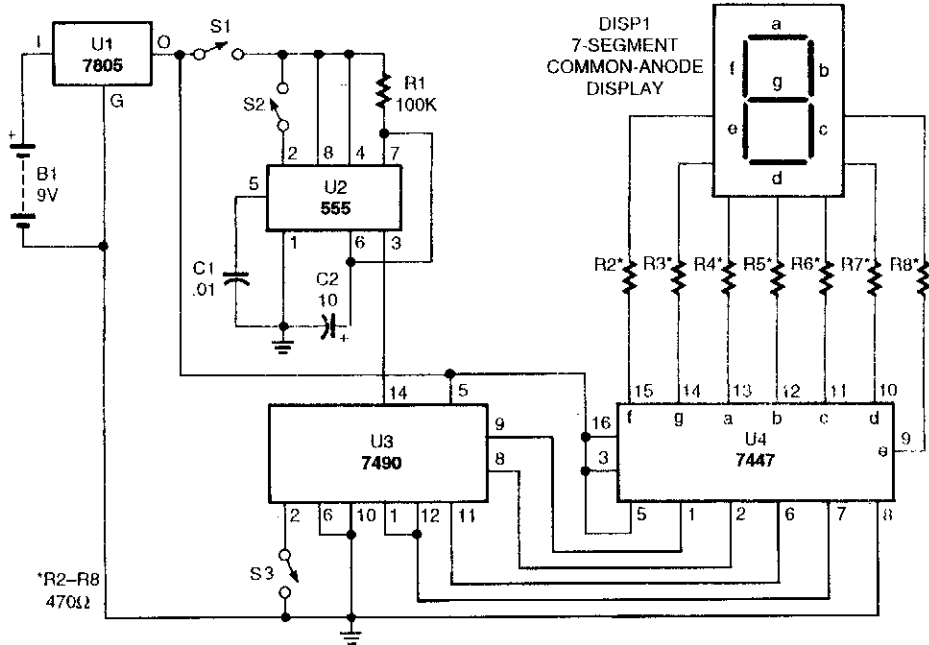 I
U1
7805
O
G
S1
S2
R1
100K
+
B1
9V
2
8
4
7
5
U2
555
1
6
3
C1
.01
C2
10
+
DISP1
7-SEGMENT
COMMON-ANODE
DISPLAY
a
f
b
g
e
c
d
R2*
R3*
R4*
R5*
R6*
R7*
R8*
14
5
U3
7490
9
8
2
6
10
1
12
11
S3
15
14
13
12
11
10
f
g
a
b
c
d
16
U4
7447
e
9
3
5
1
2
6
7
8
*R2–R8
470Ω